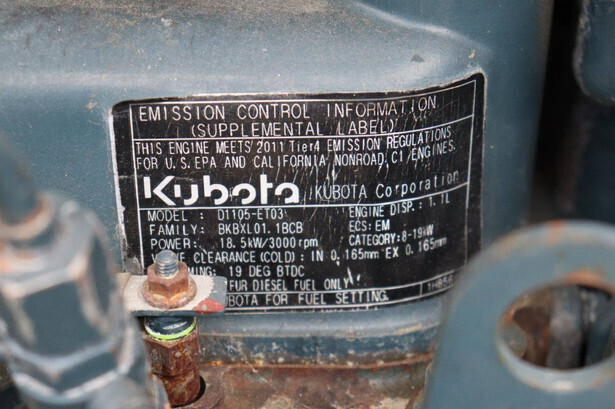 EMISSION CONTROL INFORMATION
(SUPPLEMENTAL LABEL)
THIS ENGINE MEETS 2011 Tier4 EMISSION REGULATIONS
FOR U.S. EPA AND CALIFORNIA NONROAD CI ENGINES.
Kubota KUBOTA Corporation
MODEL: D1105-ET03 ENGINE DISP.: 1.1L
FAMILY: BKBXL01.1BCB ECS: EM
POWER: 18.5kW/3000rpm CATEGORY: 8-19kW
CLEARANCE (COLD): IN 0.165mm EX 0.165mm
19 DEG BTDC
FUR DIESEL FUEL ONLY
BOTA FOR FUEL SETTING.